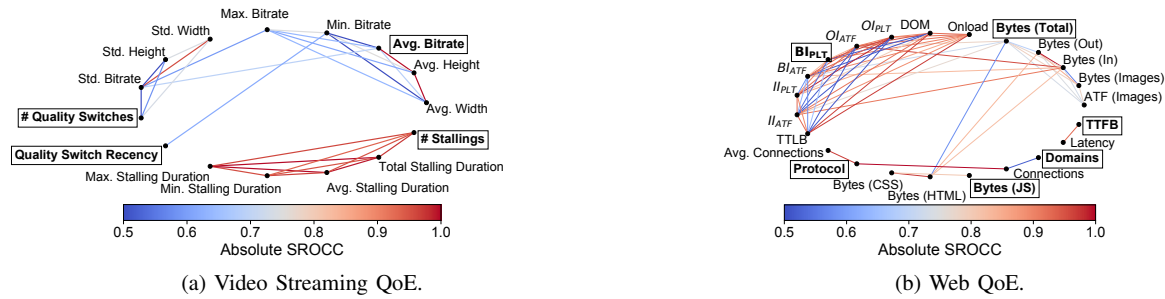 Max. Bitrate
Std. Width
Min. Bitrate
Std. Height
Avg. Bitrate
Std. Bitrate
Avg. Height
Avg. Width
# Quality Switches
# Stallings
Quality Switch Recency
Total Stalling Duration
Max. Stalling Duration
Min. Stalling Duration
Avg. Stalling Duration
0.5 0.6 0.7 0.8 0.9 1.0
Absolute SROCC
(a) Video Streaming QoE.
OI_PLT
DOM
Onload
Bytes (Total)
OI_ATF
Bytes (Out)
BI_PLT
Bytes (In)
BI_ATF
Bytes (Images)
II_PLT
ATF (Images)
II_ATF
TTFB
TTLB
Latency
Avg. Connections
Domains
Protocol
Connections
Bytes (CSS)
Bytes (JS)
Bytes (HTML)
0.5 0.6 0.7 0.8 0.9 1.0
Absolute SROCC
(b) Web QoE.